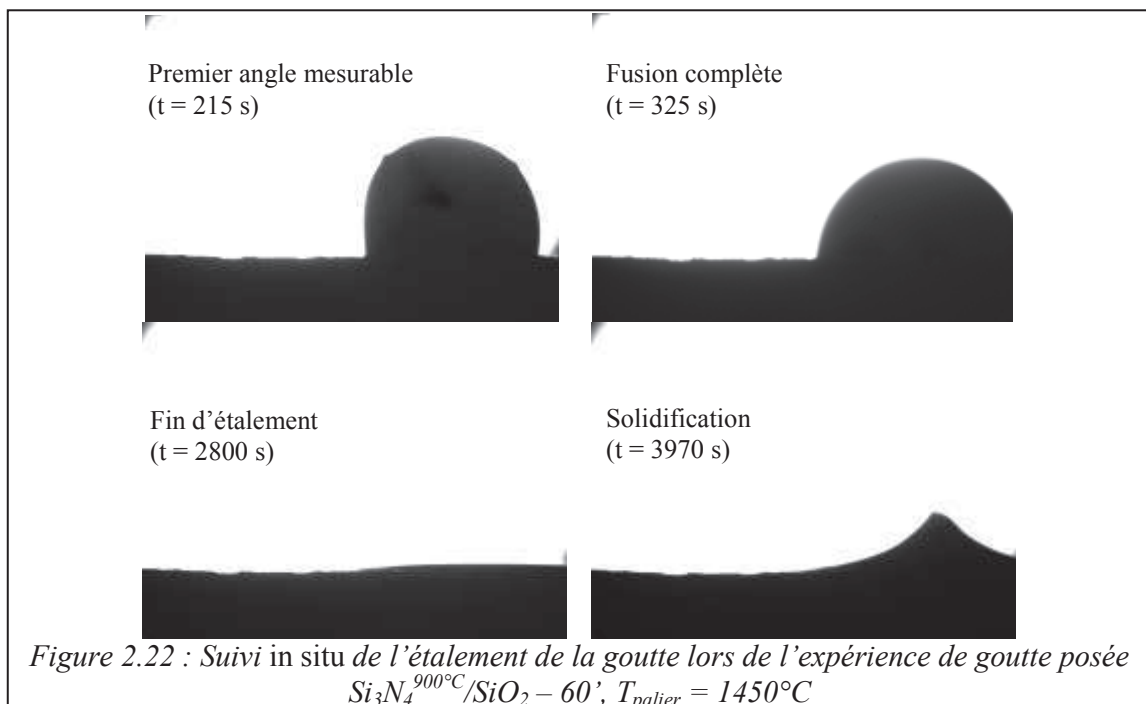 Premier angle mesurable
(t = 215 s)
Fusion complète
(t = 325 s)
Fin d’étalement
(t = 2800 s)
Solidification
(t = 3970 s)
Figure 2.22 : Suivi in situ de l’étalement de la goutte lors de l’expérience de goutte posée
Si₃N₄⁹⁰⁰°ᶜ/SiO₂ – 60’, Tₚₐₗᵢₑᵣ = 1450°C